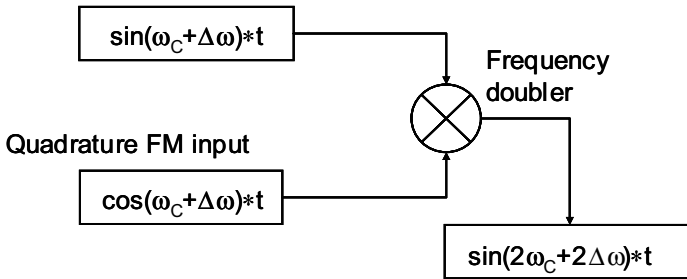 sin(ω_C+Δω)*t
Frequency
doubler
Quadrature FM input
cos(ω_C+Δω)*t
sin(2ω_C+2Δω)*t